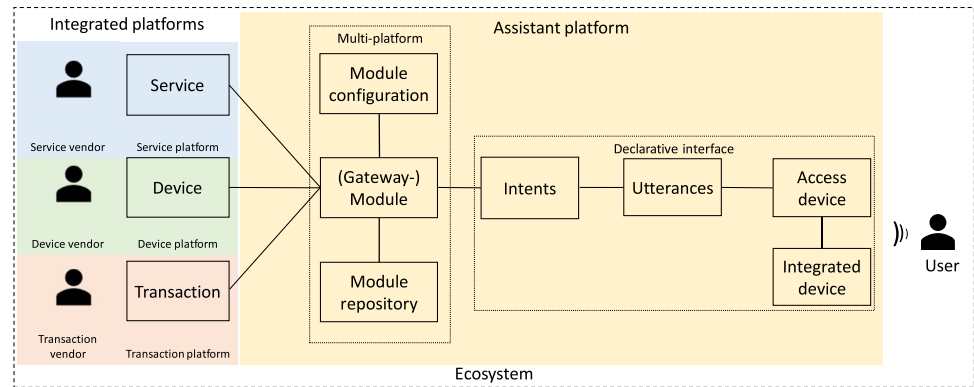 Integrated platforms
Assistant platform
Multi-platform
Service
Service vendor
Service platform
Device
Device vendor
Device platform
Transaction
Transaction
vendor
Transaction platform
Module
configuration
(Gateway-)
Module
Module
repository
Declarative interface
Intents
Utterances
Access
device
Integrated
device
User
Ecosystem